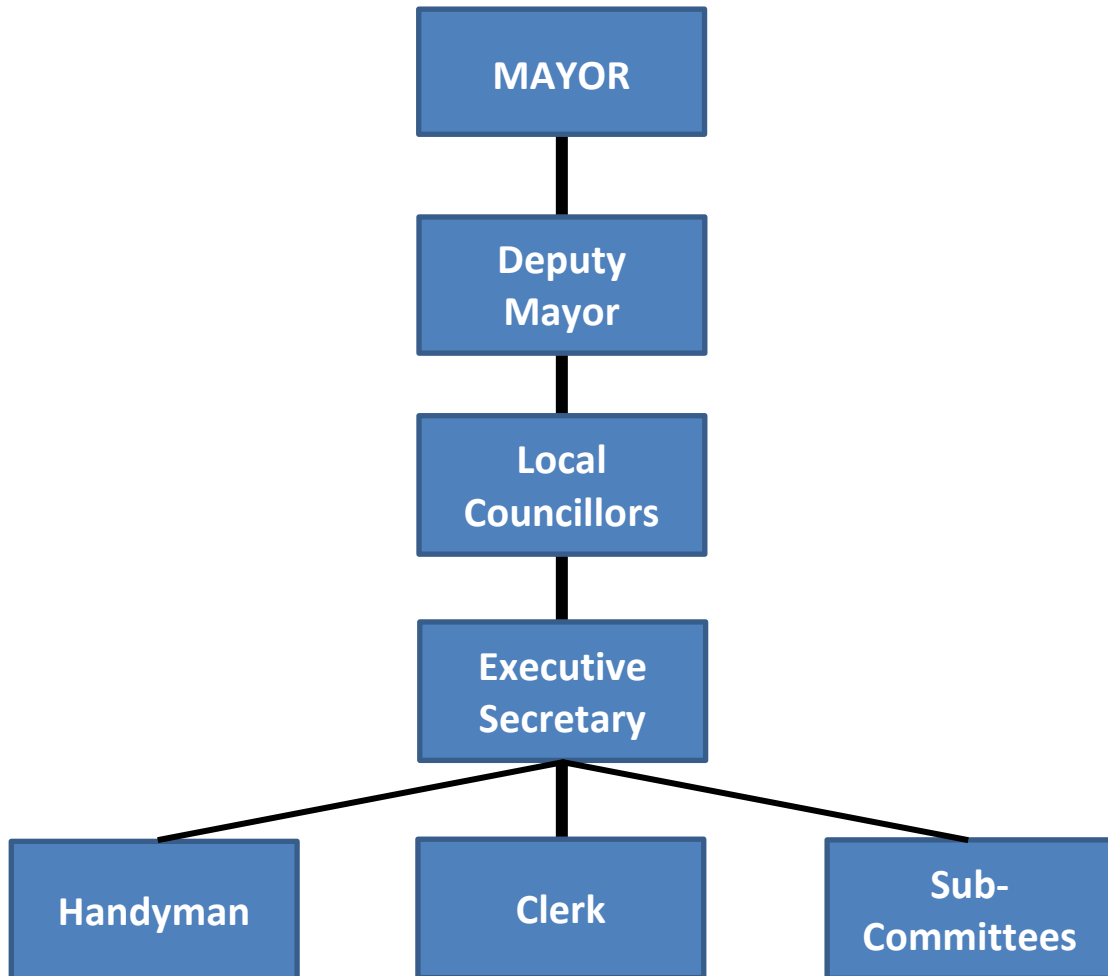 MAYOR
Deputy
Mayor
Local
Councillors
Executive
Secretary
Handyman
Clerk
Sub-
Committees